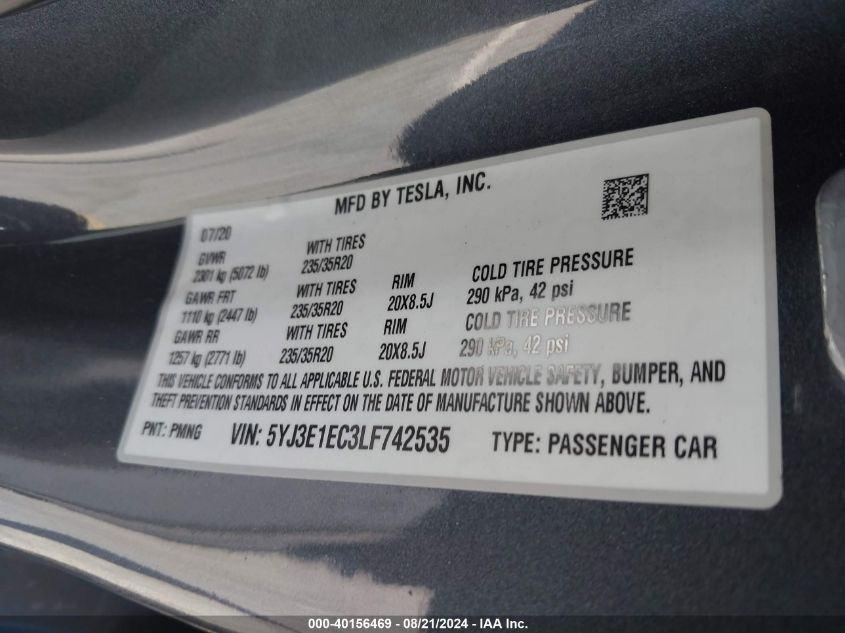 MFD BY TESLA, INC.
07/20
GVWR WITH TIRES
2301 kg (5072 lb) 235/35R20
GAWR FRT WITH TIRES RIM COLD TIRE PRESSURE
1110 kg (2447 lb) 235/35R20 20X8.5J 290 kPa, 42 psi
GAWR RR WITH TIRES RIM COLD TIRE PRESSURE
1257 kg (2771 lb) 235/35R20 20X8.5J 290 kPa, 42 psi
THIS VEHICLE CONFORMS TO ALL APPLICABLE U.S. FEDERAL MOTOR VEHICLE SAFETY, BUMPER, AND
THEFT PREVENTION STANDARDS IN EFFECT ON THE DATE OF MANUFACTURE SHOWN ABOVE.
PNT: PMNG VIN: 5YJ3E1EC3LF742535 TYPE: PASSENGER CAR
000-40156469 - 08/21/2024 - IAA Inc.